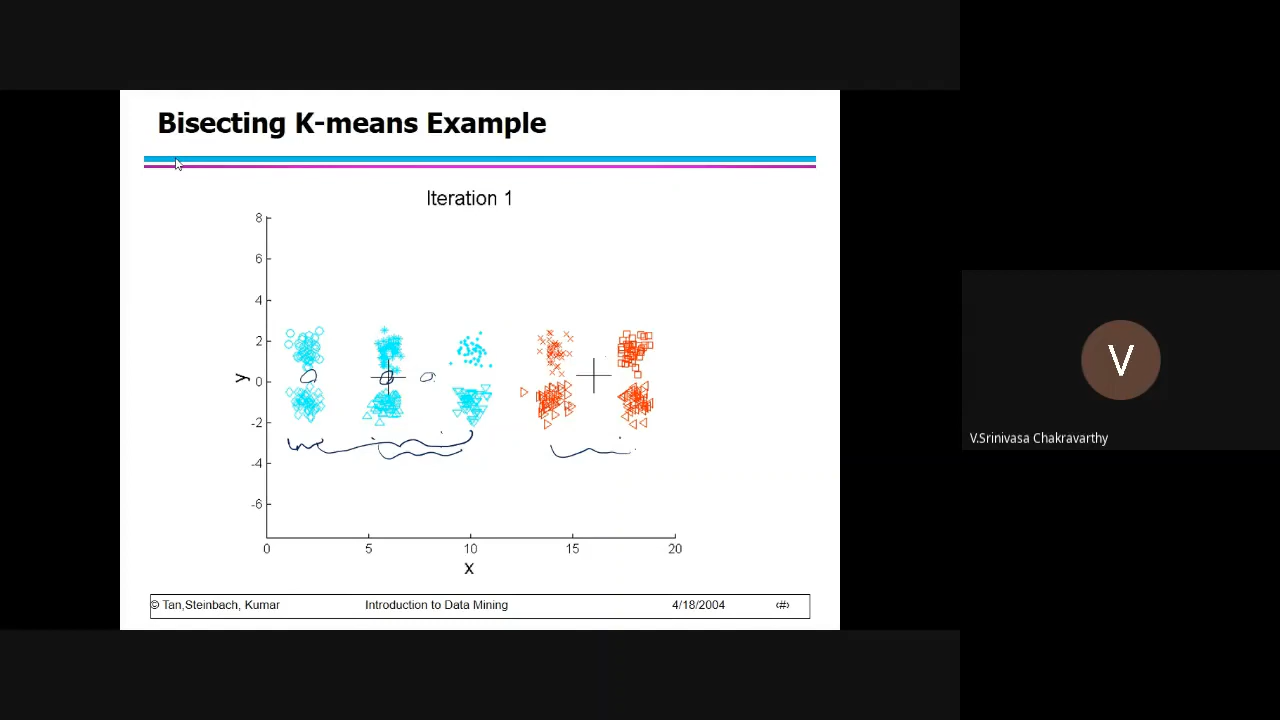 Bisecting K-means Example
Iteration 1
8
6
4
2
0
-2
-4
-6
y
0 5 10 15 20
x
© Tan,Steinbach, Kumar Introduction to Data Mining 4/18/2004 ‹#›
V
V.Srinivasa Chakravarthy